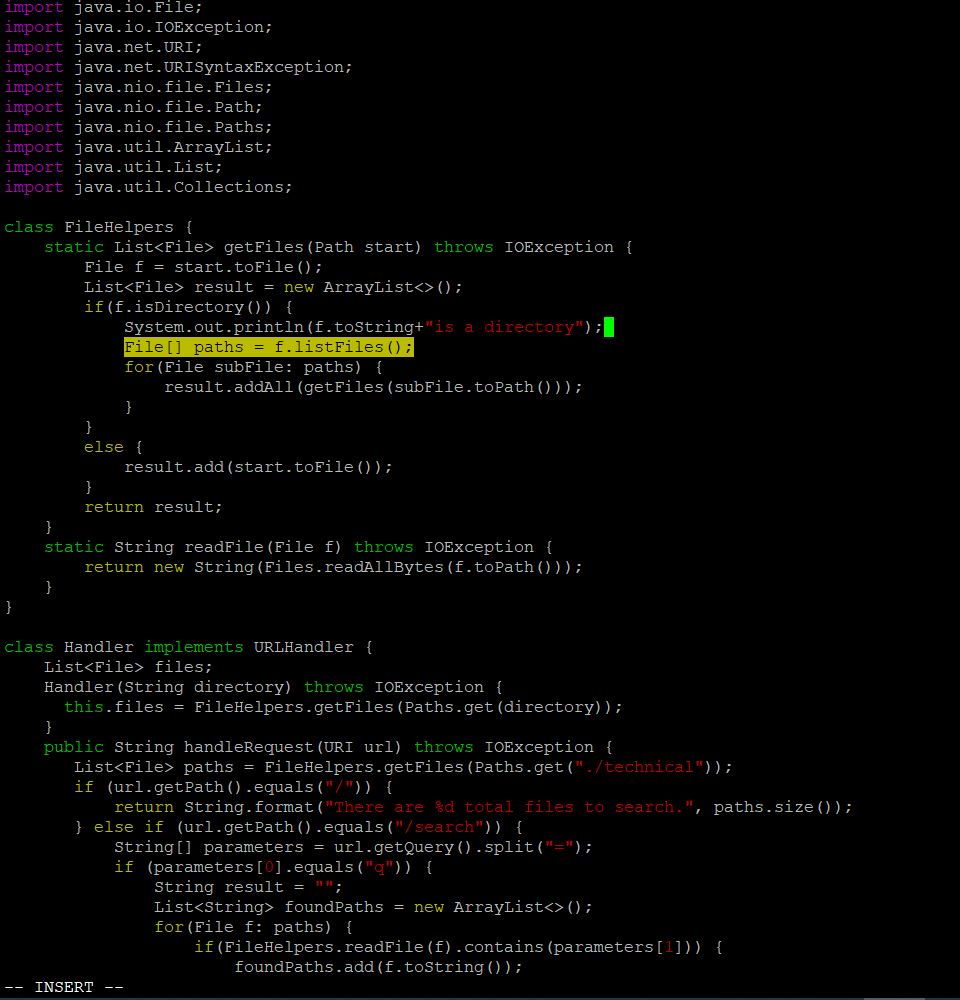 import java.io.File;
import java.io.IOException;
import java.net.URI;
import java.net.URISyntaxException;
import java.nio.file.Files;
import java.nio.file.Path;
import java.nio.file.Paths;
import java.util.ArrayList;
import java.util.List;
import java.util.Collections;

class FileHelpers {
    static List<File> getFiles(Path start) throws IOException {
        File f = start.toFile();
        List<File> result = new ArrayList<>();
        if(f.isDirectory()) {
            System.out.println(f.toString+"is a directory");
            File[] paths = f.listFiles();
            for(File subFile: paths) {
                result.addAll(getFiles(subFile.toPath()));
            }
        }
        else {
            result.add(start.toFile());
        }
        return result;
    }
    static String readFile(File f) throws IOException {
        return new String(Files.readAllBytes(f.toPath()));
    }
}

class Handler implements URLHandler {
    List<File> files;
    Handler(String directory) throws IOException {
      this.files = FileHelpers.getFiles(Paths.get(directory));
    }
    public String handleRequest(URI url) throws IOException {
       List<File> paths = FileHelpers.getFiles(Paths.get("./technical"));
       if (url.getPath().equals("/")) {
           return String.format("There are %d total files to search.", paths.size());
       } else if (url.getPath().equals("/search")) {
           String[] parameters = url.getQuery().split("=");
           if (parameters[0].equals("q")) {
               String result = "";
               List<String> foundPaths = new ArrayList<>();
               for(File f: paths) {
                   if(FileHelpers.readFile(f).contains(parameters[1])) {
                       foundPaths.add(f.toString());
-- INSERT --